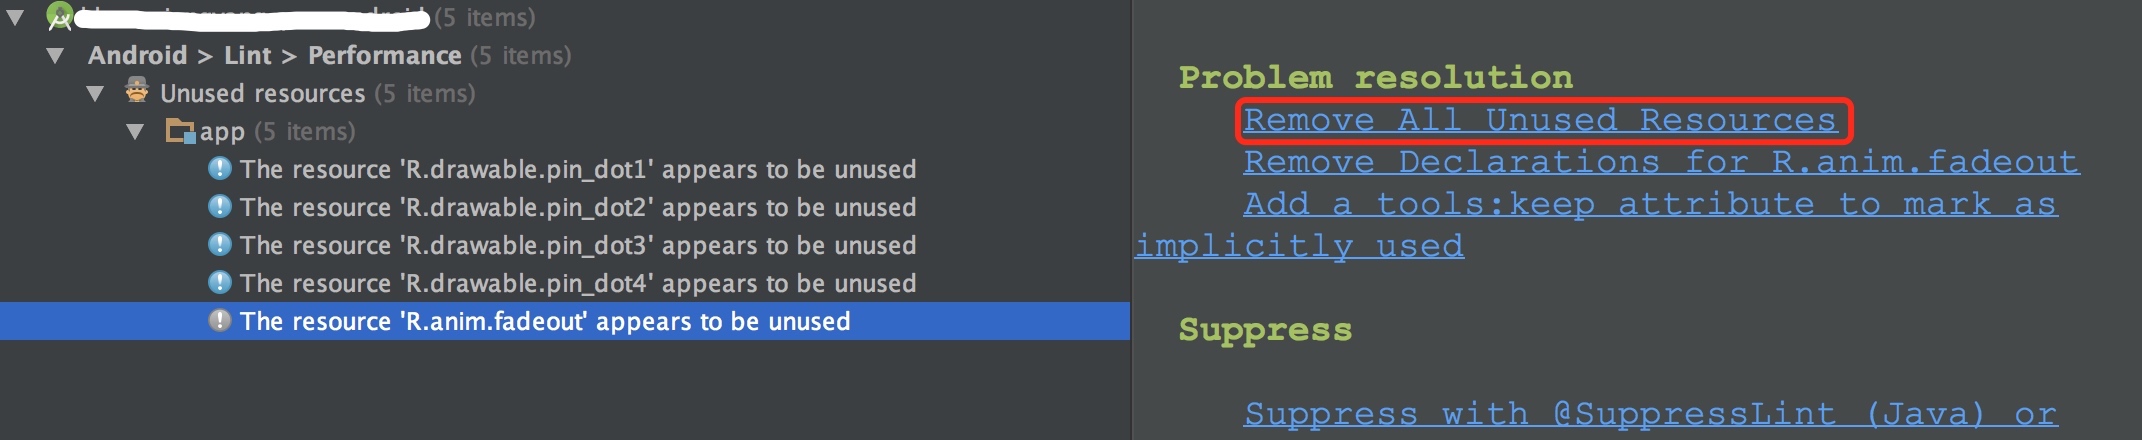 (5 items)
Android > Lint > Performance (5 items)
Unused resources (5 items)
app (5 items)
The resource 'R.drawable.pin_dot1' appears to be unused
The resource 'R.drawable.pin_dot2' appears to be unused
The resource 'R.drawable.pin_dot3' appears to be unused
The resource 'R.drawable.pin_dot4' appears to be unused
The resource 'R.anim.fadeout' appears to be unused
Problem resolution
Remove All Unused Resources
Remove Declarations for R.anim.fadeout
Add a tools:keep attribute to mark as
implicitly used
Suppress
Suppress with @SuppressLint (Java) or